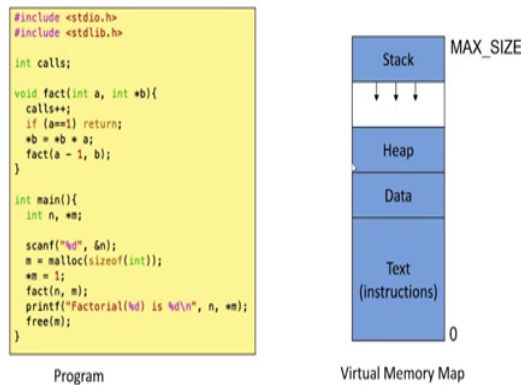 #include <stdio.h>
#include <stdlib.h>
int calls;
void fact(int a, int *b){
calls++;
if (a==1) return;
*b = *b * a;
fact(a - 1, b);
}
int main(){
int n, *m;
scanf("%d", &n);
m = malloc(sizeof(int));
*m = 1;
fact(n, m);
printf("Factorial(%d) is %d\n", n, *m);
free(m);
}
Program
MAX_SIZE
Stack
Heap
Data
Text
(instructions)
0
Virtual Memory Map